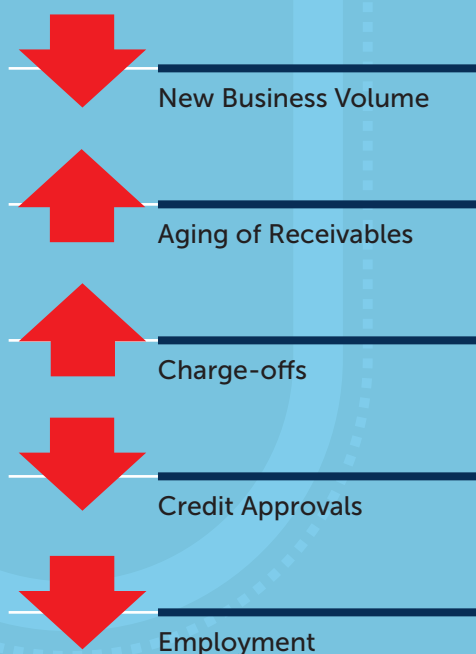 New Business Volume
Aging of Receivables
Charge-offs
Credit Approvals
Employment